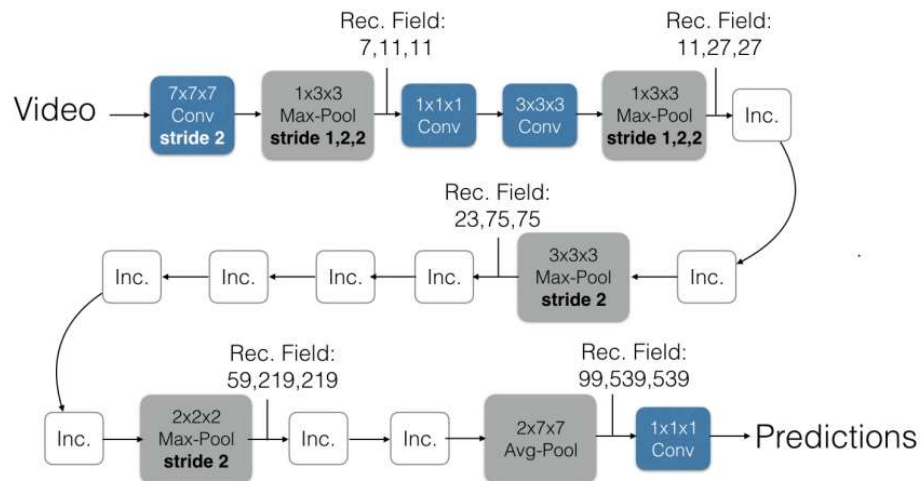 Rec. Field:
7,11,11
Rec. Field:
11,27,27
Video
7x7x7
Conv
stride 2
1x3x3
Max-Pool
stride 1,2,2
1x1x1
Conv
3x3x3
Conv
1x3x3
Max-Pool
stride 1,2,2
Inc.
Rec. Field:
23,75,75
Inc.
Inc.
Inc.
Inc.
3x3x3
Max-Pool
stride 2
Inc.
Rec. Field:
59,219,219
Rec. Field:
99,539,539
Inc.
2x2x2
Max-Pool
stride 2
Inc.
Inc.
2x7x7
Avg-Pool
1x1x1
Conv
Predictions